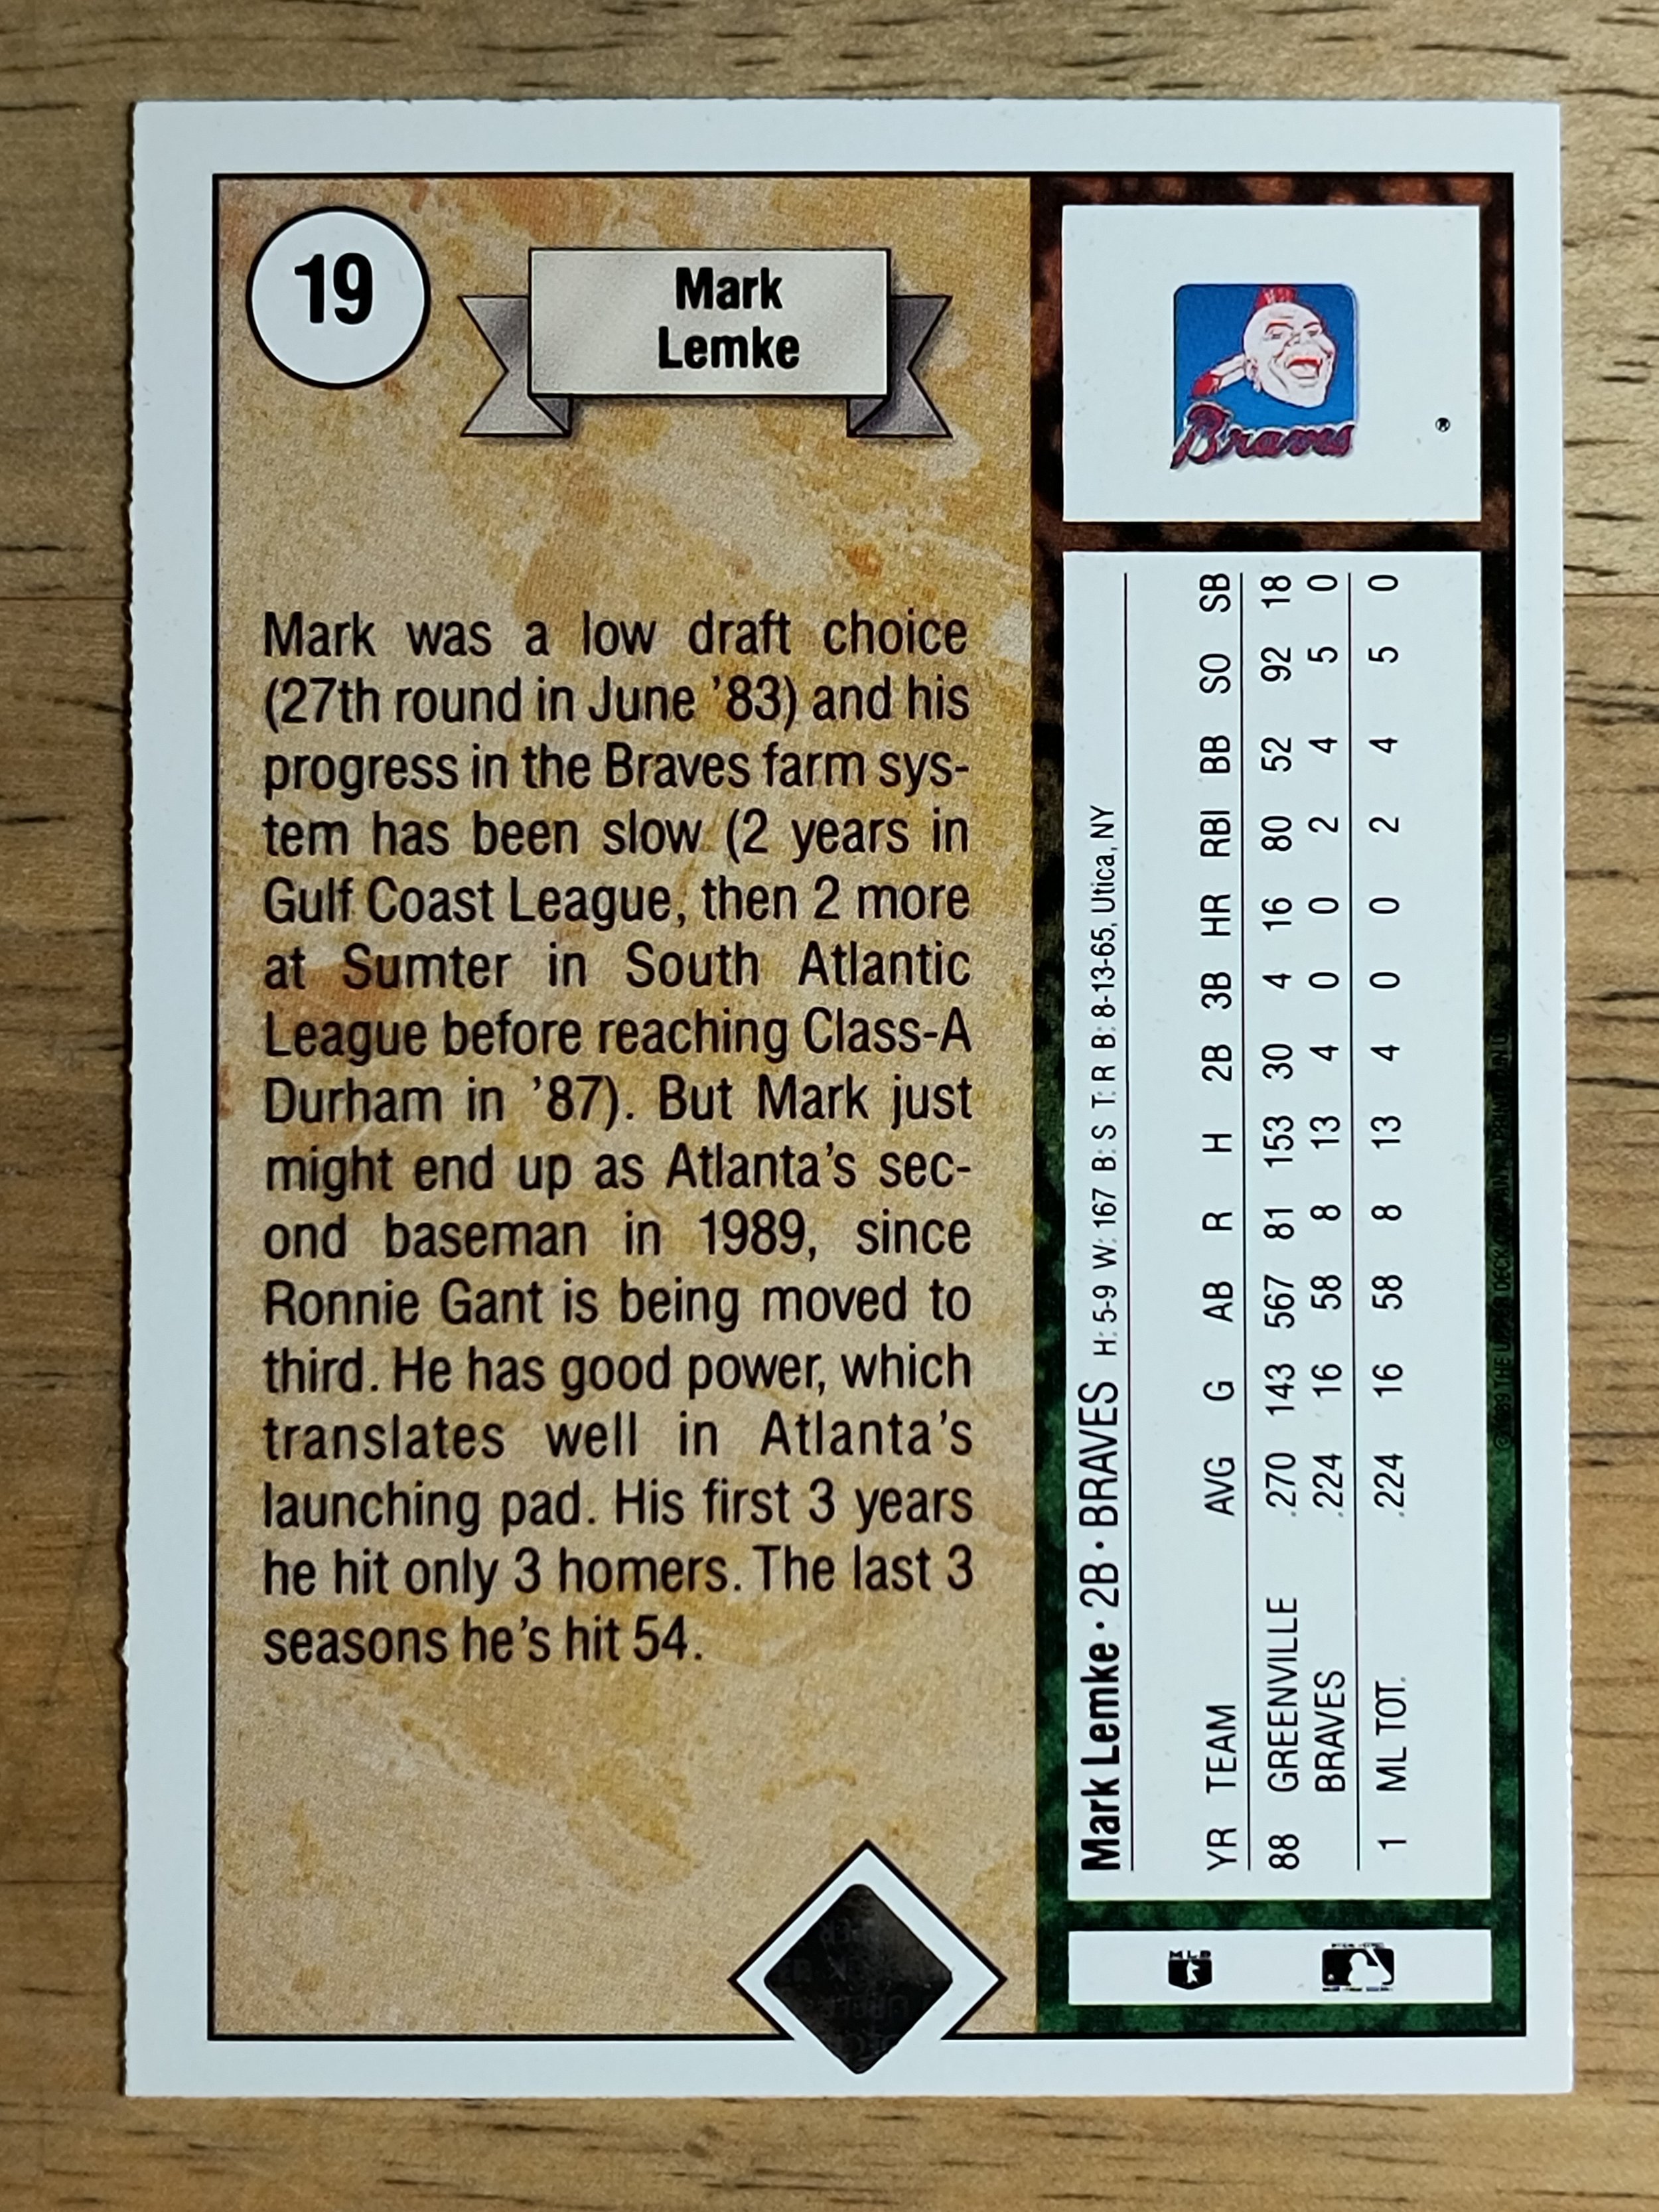 19
Mark
Lemke
Mark was a low draft choice
(27th round in June '83) and his
progress in the Braves farm sys-
tem has been slow (2 years in
Gulf Coast League, then 2 more
at Sumter in South Atlantic
League before reaching Class-A
Durham in '87). But Mark just
might end up as Atlanta's sec-
ond baseman in 1989, since
Ronnie Gant is being moved to
third. He has good power, which
translates well in Atlanta's
launching pad. His first 3 years
he hit only 3 homers. The last 3
seasons he's hit 54.
Braves
®
Mark Lemke • 2B • BRAVES H: 5-9 W: 167 B: S T: R B: 8-13-65, Utica, NY
YR TEAM AVG G AB R H 2B 3B HR RBI BB SO SB
88 GREENVILLE .270 143 567 81 153 30 4 16 80 52 92 18
BRAVES .224 16 58 8 13 4 0 0 2 4 5 0
1 ML TOT. .224 16 58 8 13 4 0 0 2 4 5 0
MLB